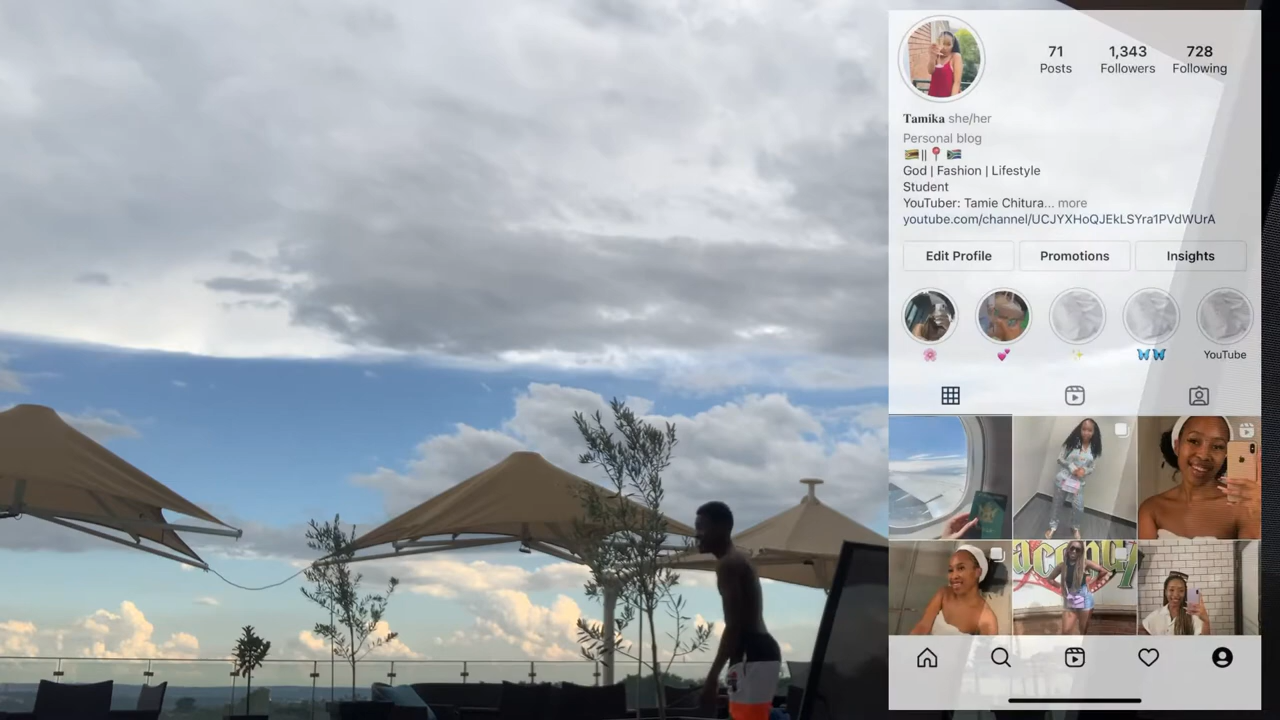 71
Posts
1,343
Followers
728
Following
Tamika she/her
Personal blog
God | Fashion | Lifestyle
Student
YouTuber: Tamie Chitura... more
youtube.com/channel/UCJYXHoQJEkLSYra1PVdWUrA
Edit Profile
Promotions
Insights
YouTube